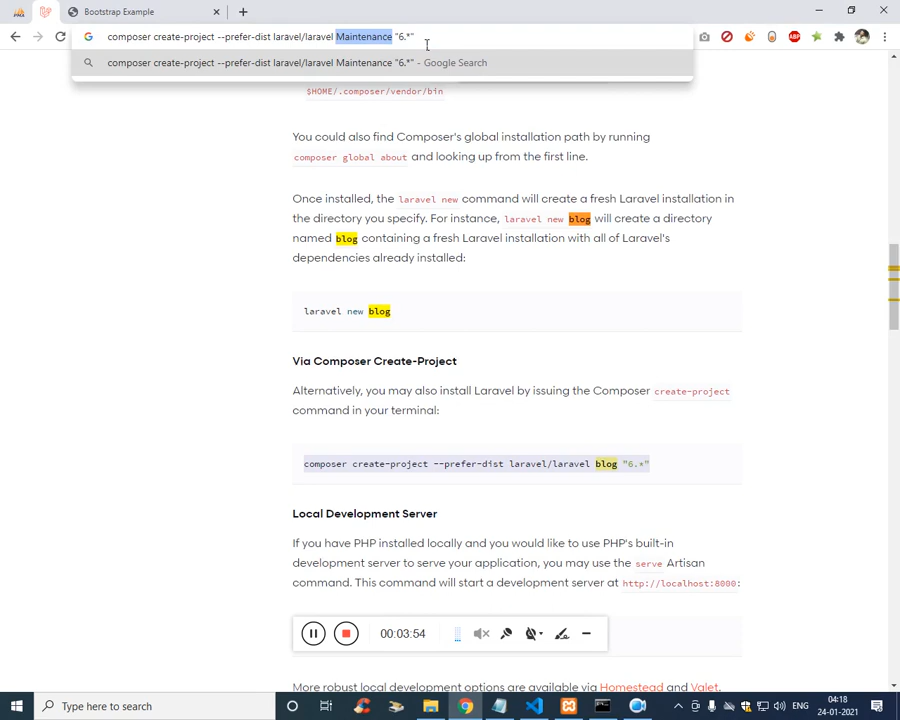 Bootstrap Example
composer create-project --prefer-dist laravel/laravel Maintenance "6.*"
composer create-project --prefer-dist laravel/laravel Maintenance "6.*" - Google Search
$HOME/.composer/vendor/bin
You could also find Composer's global installation path by running
composer global about and looking up from the first line.
Once installed, the laravel new command will create a fresh Laravel installation in
the directory you specify. For instance, laravel new blog will create a directory
named blog containing a fresh Laravel installation with all of Laravel's
dependencies already installed:
laravel new blog
Via Composer Create-Project
Alternatively, you may also install Laravel by issuing the Composer create-project
command in your terminal:
composer create-project --prefer-dist laravel/laravel blog "6.*"
Local Development Server
If you have PHP installed locally and you would like to use PHP's built-in
development server to serve your application, you may use the serve Artisan
command. This command will start a development server at http://localhost:8000:
00:03:54
More robust local development options are available via Homestead and Valet.
Type here to search
04:18
24-01-2021